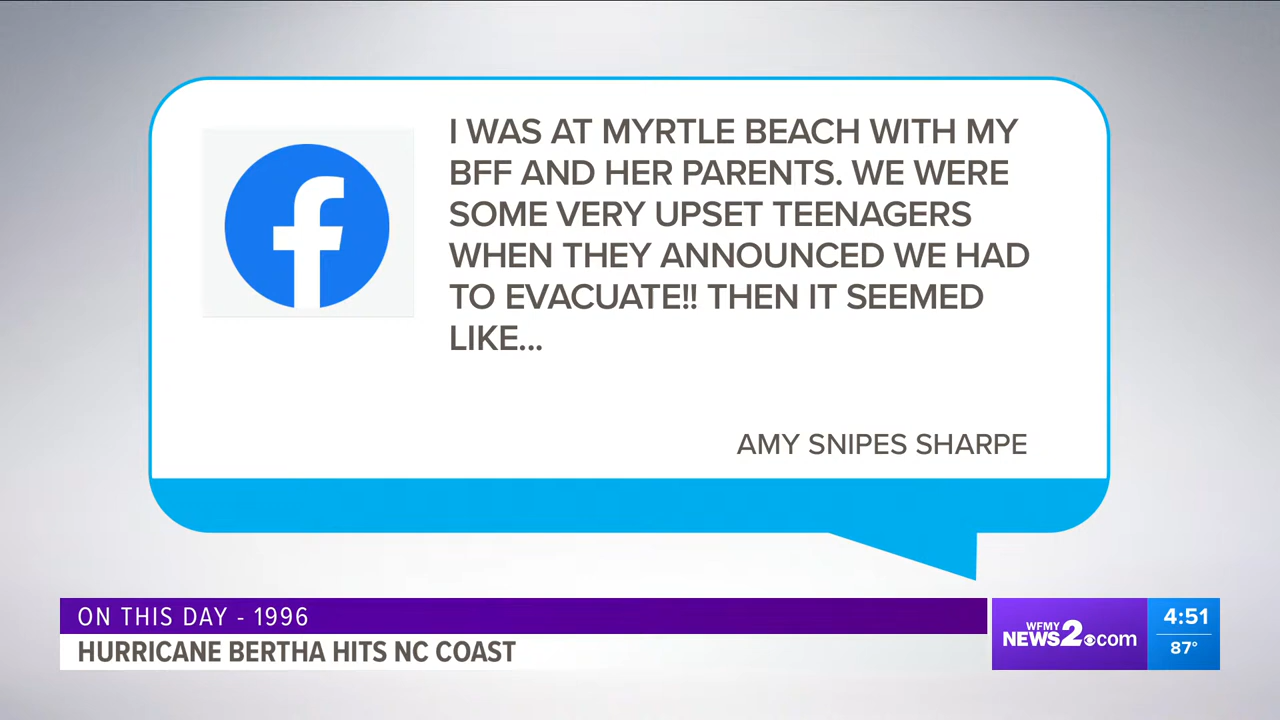 I WAS AT MYRTLE BEACH WITH MY
BFF AND HER PARENTS. WE WERE
SOME VERY UPSET TEENAGERS
WHEN THEY ANNOUNCED WE HAD
TO EVACUATE!! THEN IT SEEMED
LIKE...
AMY SNIPES SHARPE
ON THIS DAY - 1996
HURRICANE BERTHA HITS NC COAST
WFMY
NEWS2.com
4:51
87°